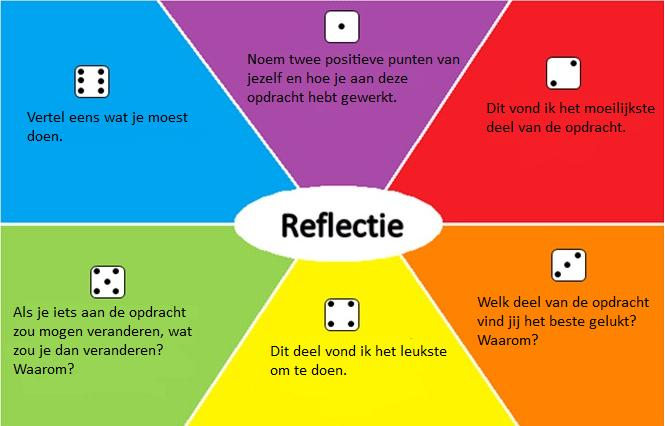 Noem twee positieve punten van
jezelf en hoe je aan deze
opdracht hebt gewerkt.
Vertel eens wat je moest
doen.
Dit vond ik het moeilijkste
deel van de opdracht.
Reflectie
Als je iets aan de opdracht
zou mogen veranderen, wat
zou je dan veranderen?
Waarom?
Dit deel vond ik het leukste
om te doen.
Welk deel van de opdracht
vind jij het beste gelukt?
Waarom?